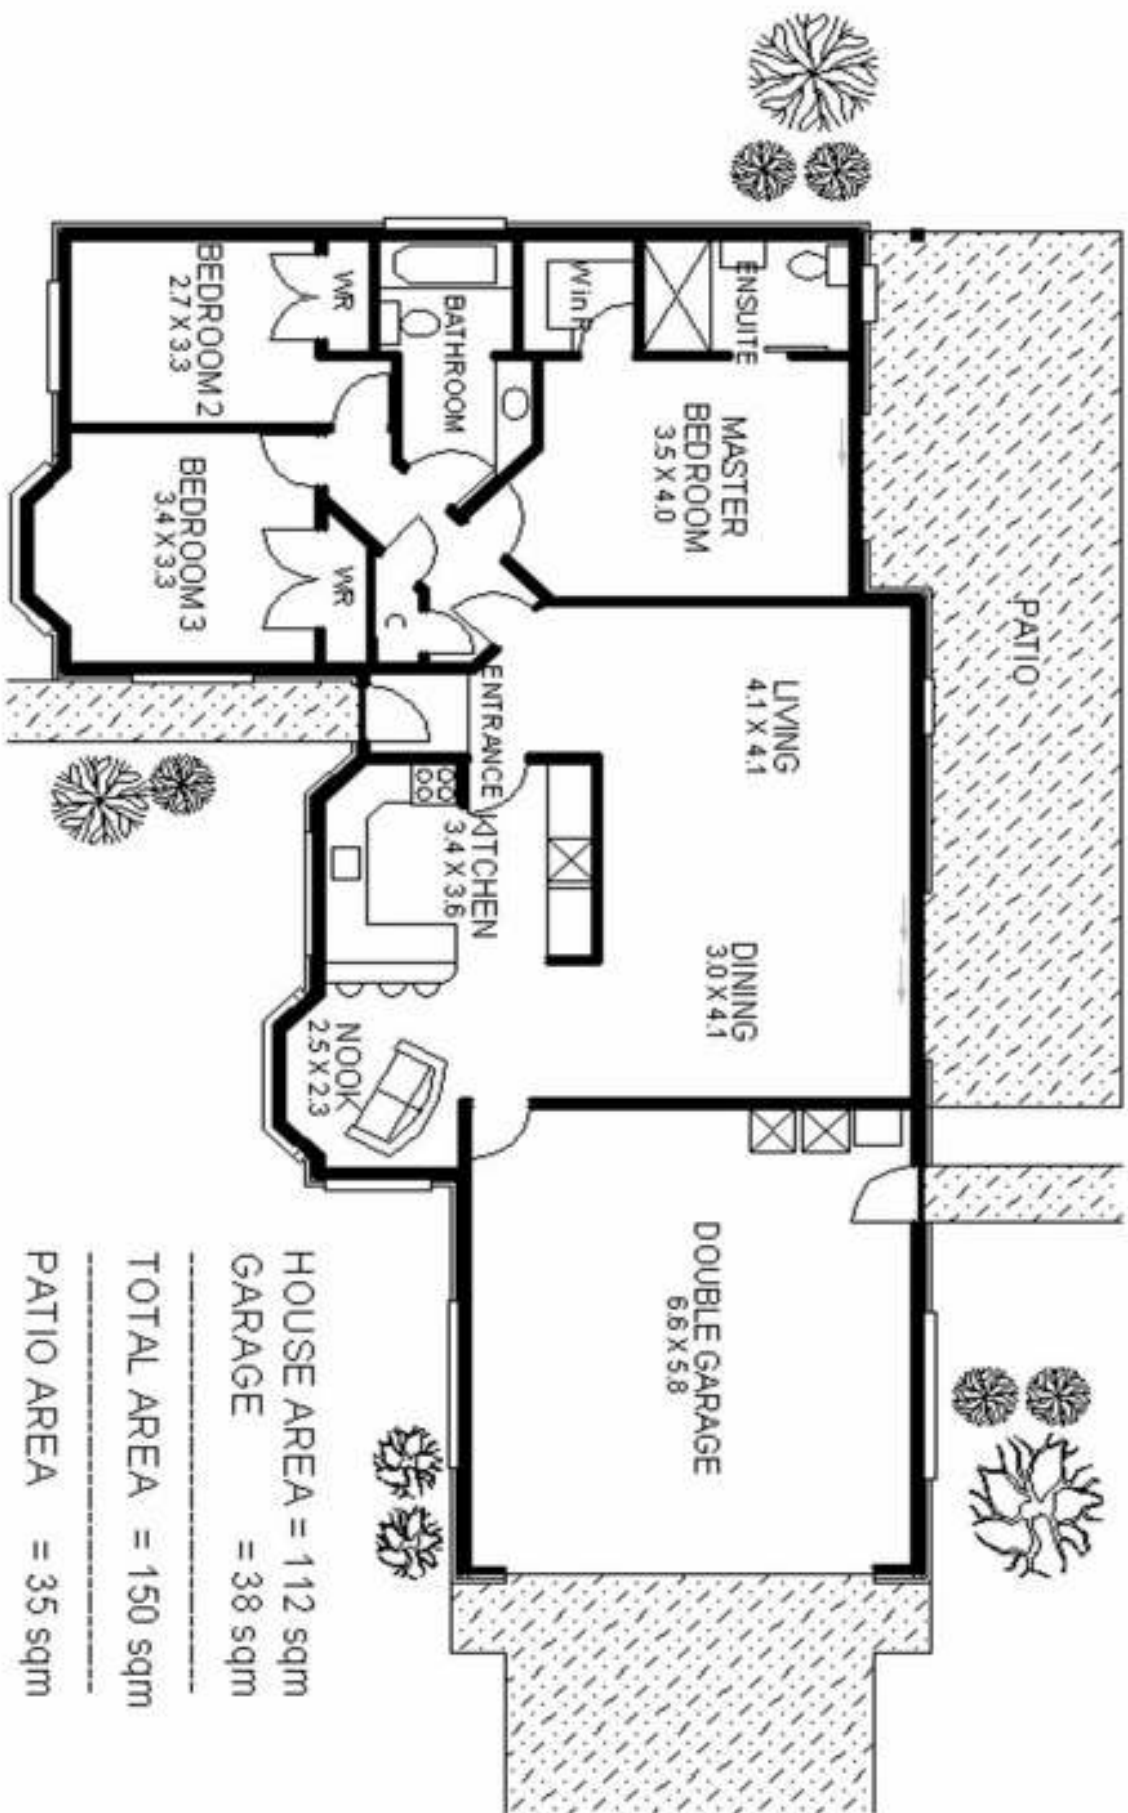 PATIO
ENSUITE
MASTER
BEDROOM
3.5 X 4.0
LIVING
4.1 X 4.1
DINING
3.0 X 4.1
DOUBLE GARAGE
6.6 X 5.8
WinR
BATHROOM
WR
BEDROOM 2
2.7 X 3.3
BEDROOM 3
3.4 X 3.3
WR
C
ENTRANCE
KITCHEN
3.4 X 3.6
NOOK
2.5 X 2.3
HOUSE AREA = 112 sqm
GARAGE = 38 sqm
TOTAL AREA = 150 sqm
PATIO AREA = 35 sqm